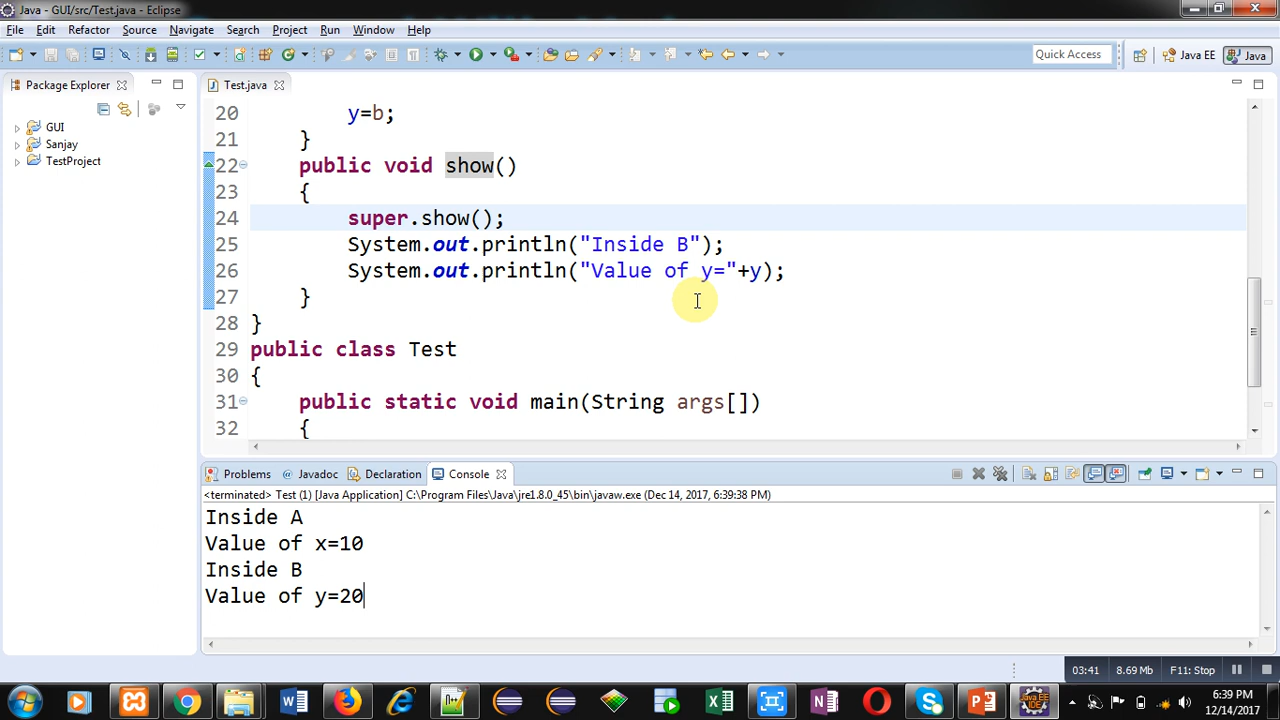 Java - GUI/src/Test.java - Eclipse
File Edit Refactor Source Navigate Search Project Run Window Help
Quick Access Java EE Java
Package Explorer
Test.java
GUI
Sanjay
TestProject
20 y=b;
21 }
22 public void show()
23 {
24 super.show();
25 System.out.println("Inside B");
26 System.out.println("Value of y="+y);
27 }
28 }
29 public class Test
30 {
31 public static void main(String args[])
32 {
Problems Javadoc Declaration Console
<terminated> Test (1) [Java Application] C:\Program Files\Java\jre1.8.0_45\bin\javaw.exe (Dec 14, 2017, 6:39:38 PM)
Inside A
Value of x=10
Inside B
Value of y=20
03:41 8.69 Mb F11: Stop
6:39 PM
12/14/2017